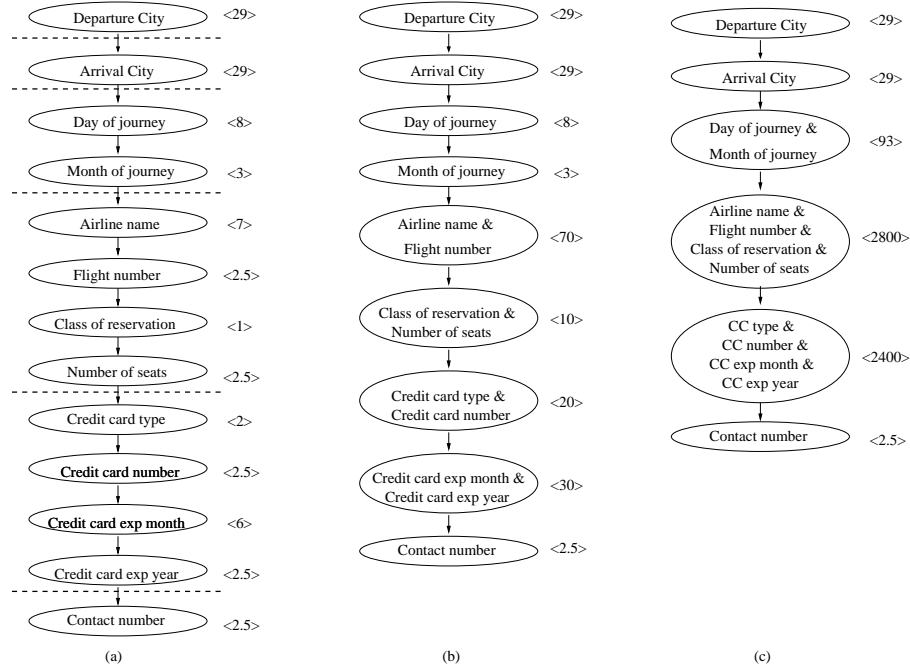 Departure City
<29>
Arrival City
<29>
Day of journey
<8>
Month of journey
<3>
Airline name
<7>
Flight number
<2.5>
Class of reservation
<1>
Number of seats
<2.5>
Credit card type
<2>
Credit card number
<2.5>
Credit card exp month
<6>
Credit card exp year
<2.5>
Contact number
<2.5>
(a)
Departure City
<29>
Arrival City
<29>
Day of journey
<8>
Month of journey
<3>
Airline name &
Flight number
<70>
Class of reservation &
Number of seats
<10>
Credit card type &
Credit card number
<20>
Credit card exp month &
Credit card exp year
<30>
Contact number
<2.5>
(b)
Departure City
<29>
Arrival City
<29>
Day of journey &
Month of journey
<93>
Airline name &
Flight number &
Class of reservation &
Number of seats
<2800>
CC type &
CC number &
CC exp month &
CC exp year
<2400>
Contact number
<2.5>
(c)